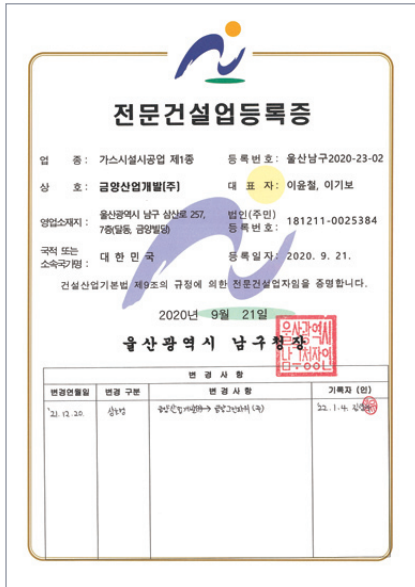 전문건설업등록증
업 종 : 가스시설시공업 제1종 등록번호 : 울산남구2020-23-02
상 호 : 금양산업개발(주) 대 표 자 : 이윤철, 이기보
영업소재지 : 울산광역시 남구 삼산로 257, 7층(달동, 금양빌딩) 법인(주민)등록번호 : 181211-0025384
국적 또는 소속국가명 : 대 한 민 국 등록일자 : 2020. 9. 21.
건설산업기본법 제9조의 규정에 의한 전문건설업자임을 증명합니다.
2020년 9월 21일
울산광역시 남구청장
변 경 사 항
변경연월일 변경 구분 변 경 사 항 기록자 (인)
'21.12.20. 22.1.4.